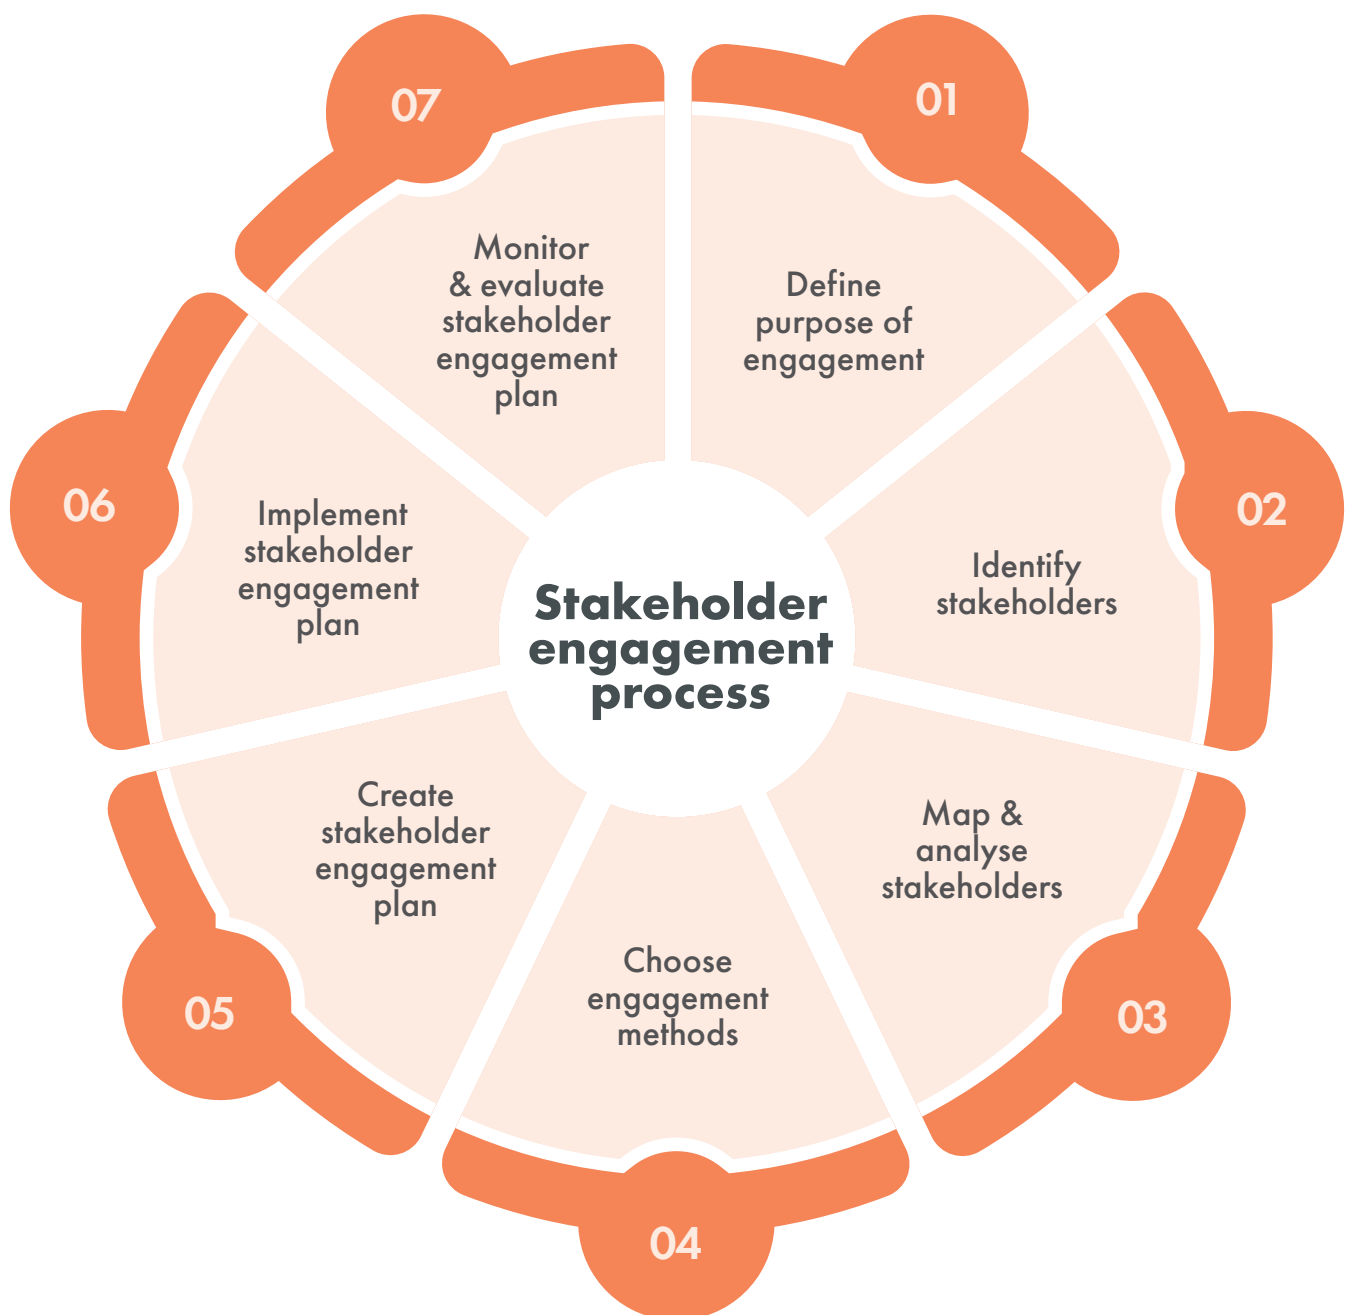 Stakeholder
engagement
process
01
Define
purpose of
engagement
02
Identify
stakeholders
03
Map &
analyse
stakeholders
04
Choose
engagement
methods
05
Create
stakeholder
engagement
plan
06
Implement
stakeholder
engagement
plan
07
Monitor
& evaluate
stakeholder
engagement
plan